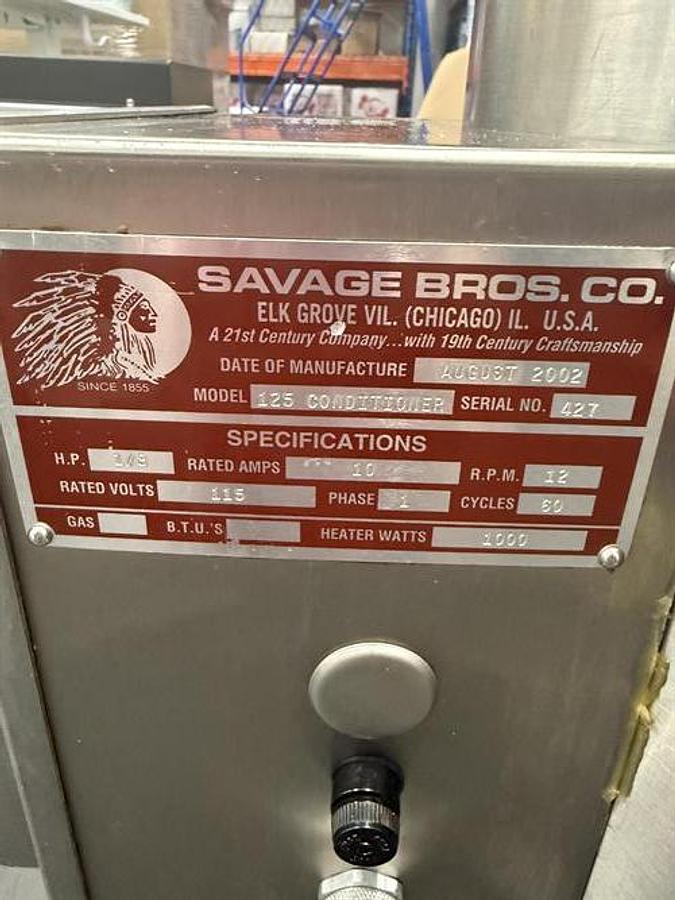 SAVAGE BROS. CO.
ELK GROVE VIL. (CHICAGO) IL. U.S.A.
A 21st Century Company...with 19th Century Craftsmanship
SINCE 1855
DATE OF MANUFACTURE AUGUST 2002
MODEL 125 CONDITIONER SERIAL NO. 427
SPECIFICATIONS
H.P. RATED AMPS 10 R.P.M. 12
RATED VOLTS 115 PHASE 1 CYCLES 60
GAS B.T.U.'S HEATER WATTS 1000